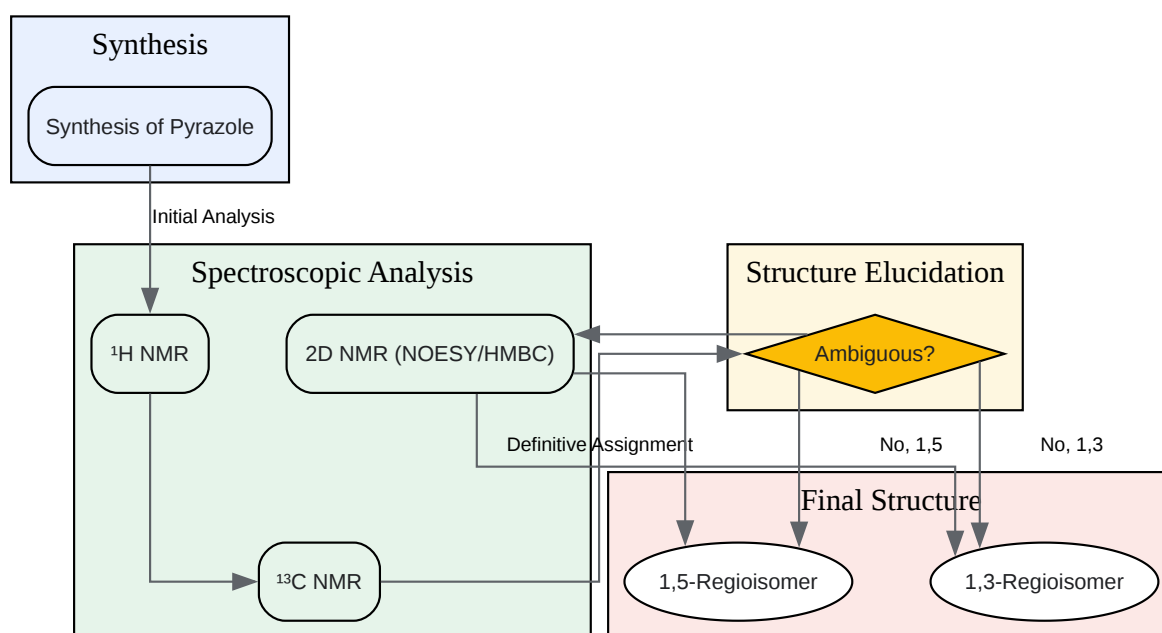 Synthesis
Synthesis of Pyrazole
Initial Analysis
Spectroscopic Analysis
Structure Elucidation
¹H NMR
2D NMR (NOESY/HMBC)
Ambiguous?
Definitive Assignment
No, 1,5
No, 1,3
Final Structure
¹³C NMR
1,5-Regioisomer
1,3-Regioisomer